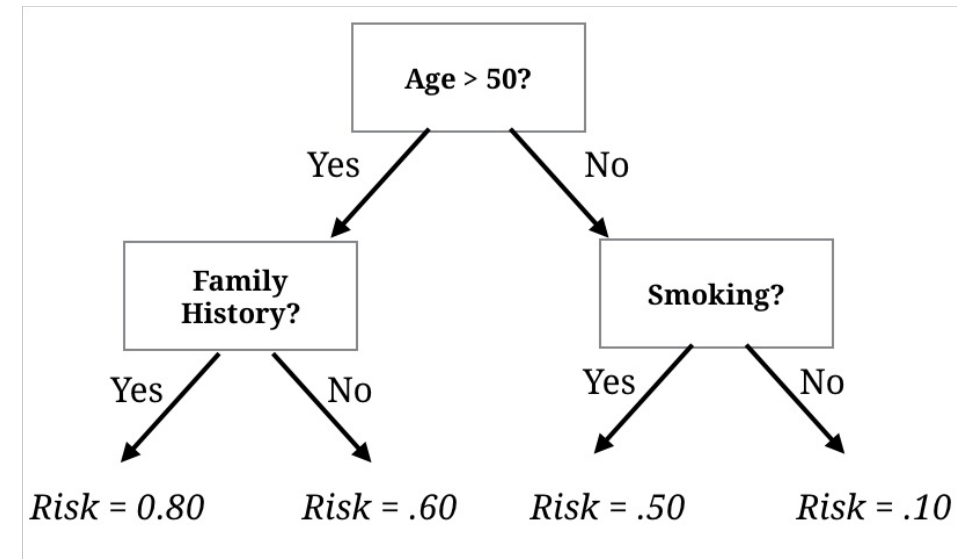 Age > 50?
Yes
No
Family
History?
Smoking?
Yes
No
Yes
No
Risk = 0.80
Risk = .60
Risk = .50
Risk = .10